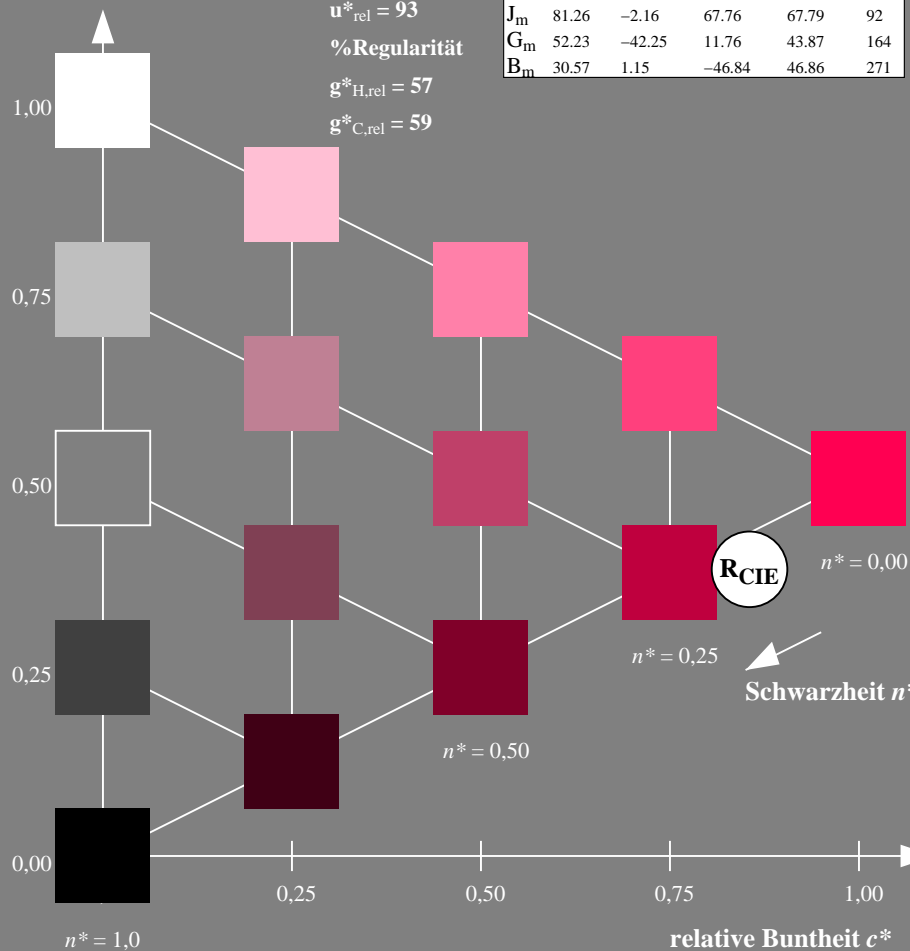 u*rel = 93
%Regularität
g*H,rel = 57
g*C,rel = 59
Jm 81.26 −2.16 67.76 67.79 92
Gm 52.23 −42.25 11.76 43.87 164
Bm 30.57 1.15 −46.84 46.86 271
1,00
0,75
0,50
0,25
0,00
RCIE
n* = 0,00
n* = 0,25
Schwarzheit n*
n* = 0,50
0,25 0,50 0,75 1,00
n* = 1,0
relative Buntheit c*